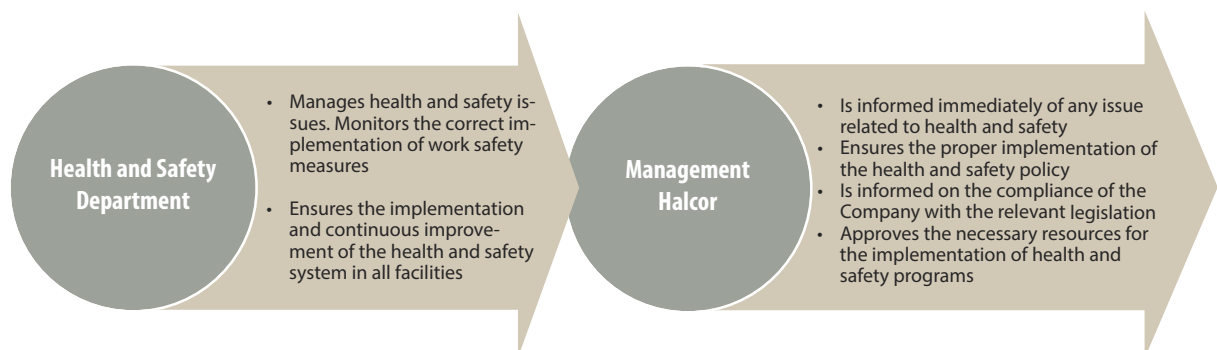 Health and Safety
Department
• Manages health and safety is-
sues. Monitors the correct im-
plementation of work safety
measures
• Ensures the implementation
and continuous improve-
ment of the health and safety
system in all facilities
Management
Halcor
• Is informed immediately of any issue
related to health and safety
• Ensures the proper implementation of
the health and safety policy
• Is informed on the compliance of the
Company with the relevant legislation
• Approves the necessary resources for
the implementation of health and
safety programs